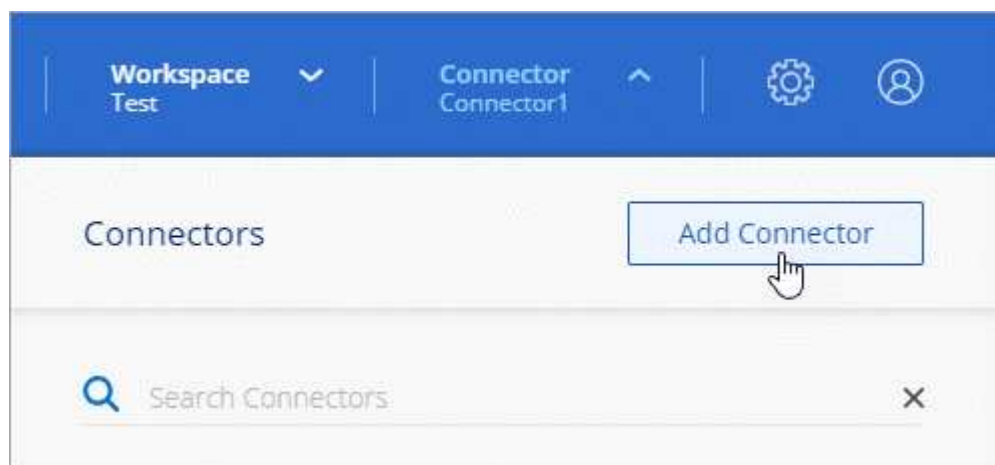 Workspace
Test
Connector
Connector1
Connectors
Add Connector
Search Connectors